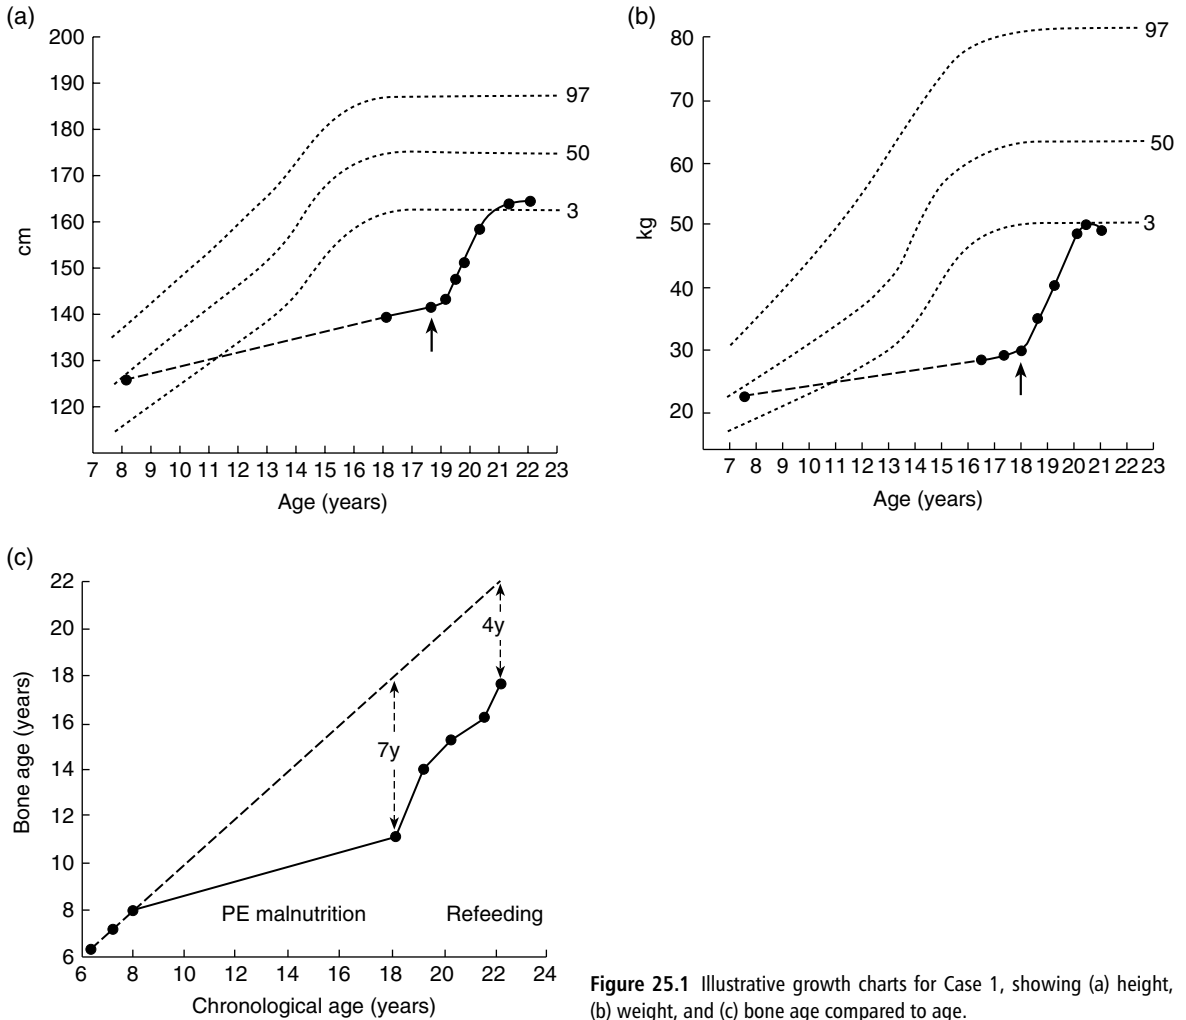 (a)
200
190
180
170
160
150
140
130
120
cm
97
50
3
7 8 9 10 11 12 13 14 15 16 17 18 19 20 21 22 23
Age (years)
(b)
80
70
60
50
40
30
20
kg
97
50
3
7 8 9 10 11 12 13 14 15 16 17 18 19 20 21 22 23
Age (years)
(c)
22
20
18
16
14
12
10
8
6
Bone age (years)
4y
7y
PE malnutrition Refeeding
6 8 10 12 14 16 18 20 22 24
Chronological age (years)
Figure 25.1 Illustrative growth charts for Case 1, showing (a) height,
(b) weight, and (c) bone age compared to age.